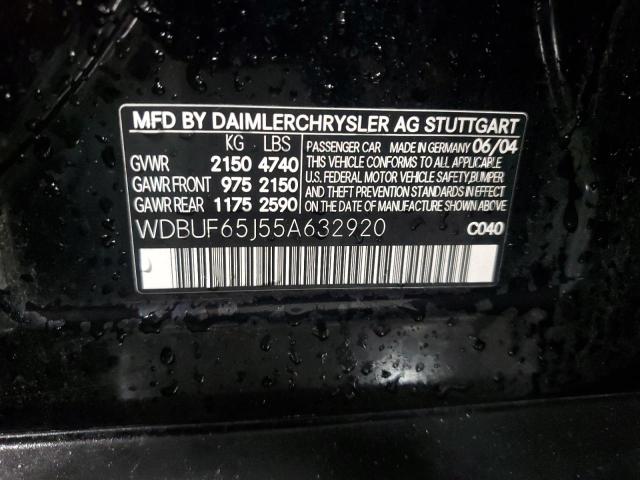 MFD BY DAIMLERCHRYSLER AG STUTTGART
KG LBS
GVWR 2150 4740
GAWR FRONT 975 2150
GAWR REAR 1175 2590
PASSENGER CAR MADE IN GERMANY 06/04
THIS VEHICLE CONFORMS TO ALL APPLICABLE
U.S. FEDERAL MOTOR VEHICLE SAFETY, BUMPER
AND THEFT PREVENTION STANDARDS IN EFFECT
ON THE DATE OF MANUFACTURE SHOWN ABOVE.
WDBUF65J55A632920
C040